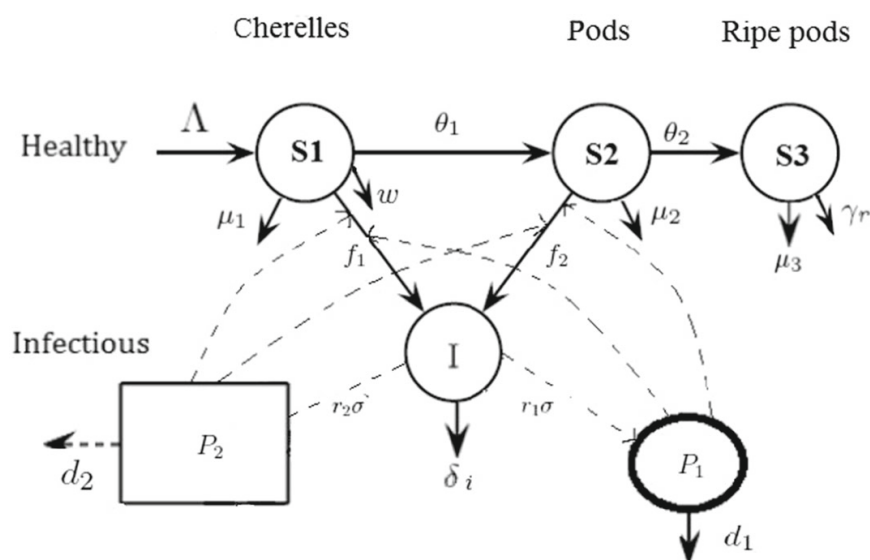 Cherelles Pods Ripe pods
Healthy Λ S1 θ₁ S2 θ₂ S3
μ₁ w μ₂ μ₃ γr
f₁ f₂
Infectious I
r₂σ r₁σ
P₂ P₁
d₂ δ i d₁